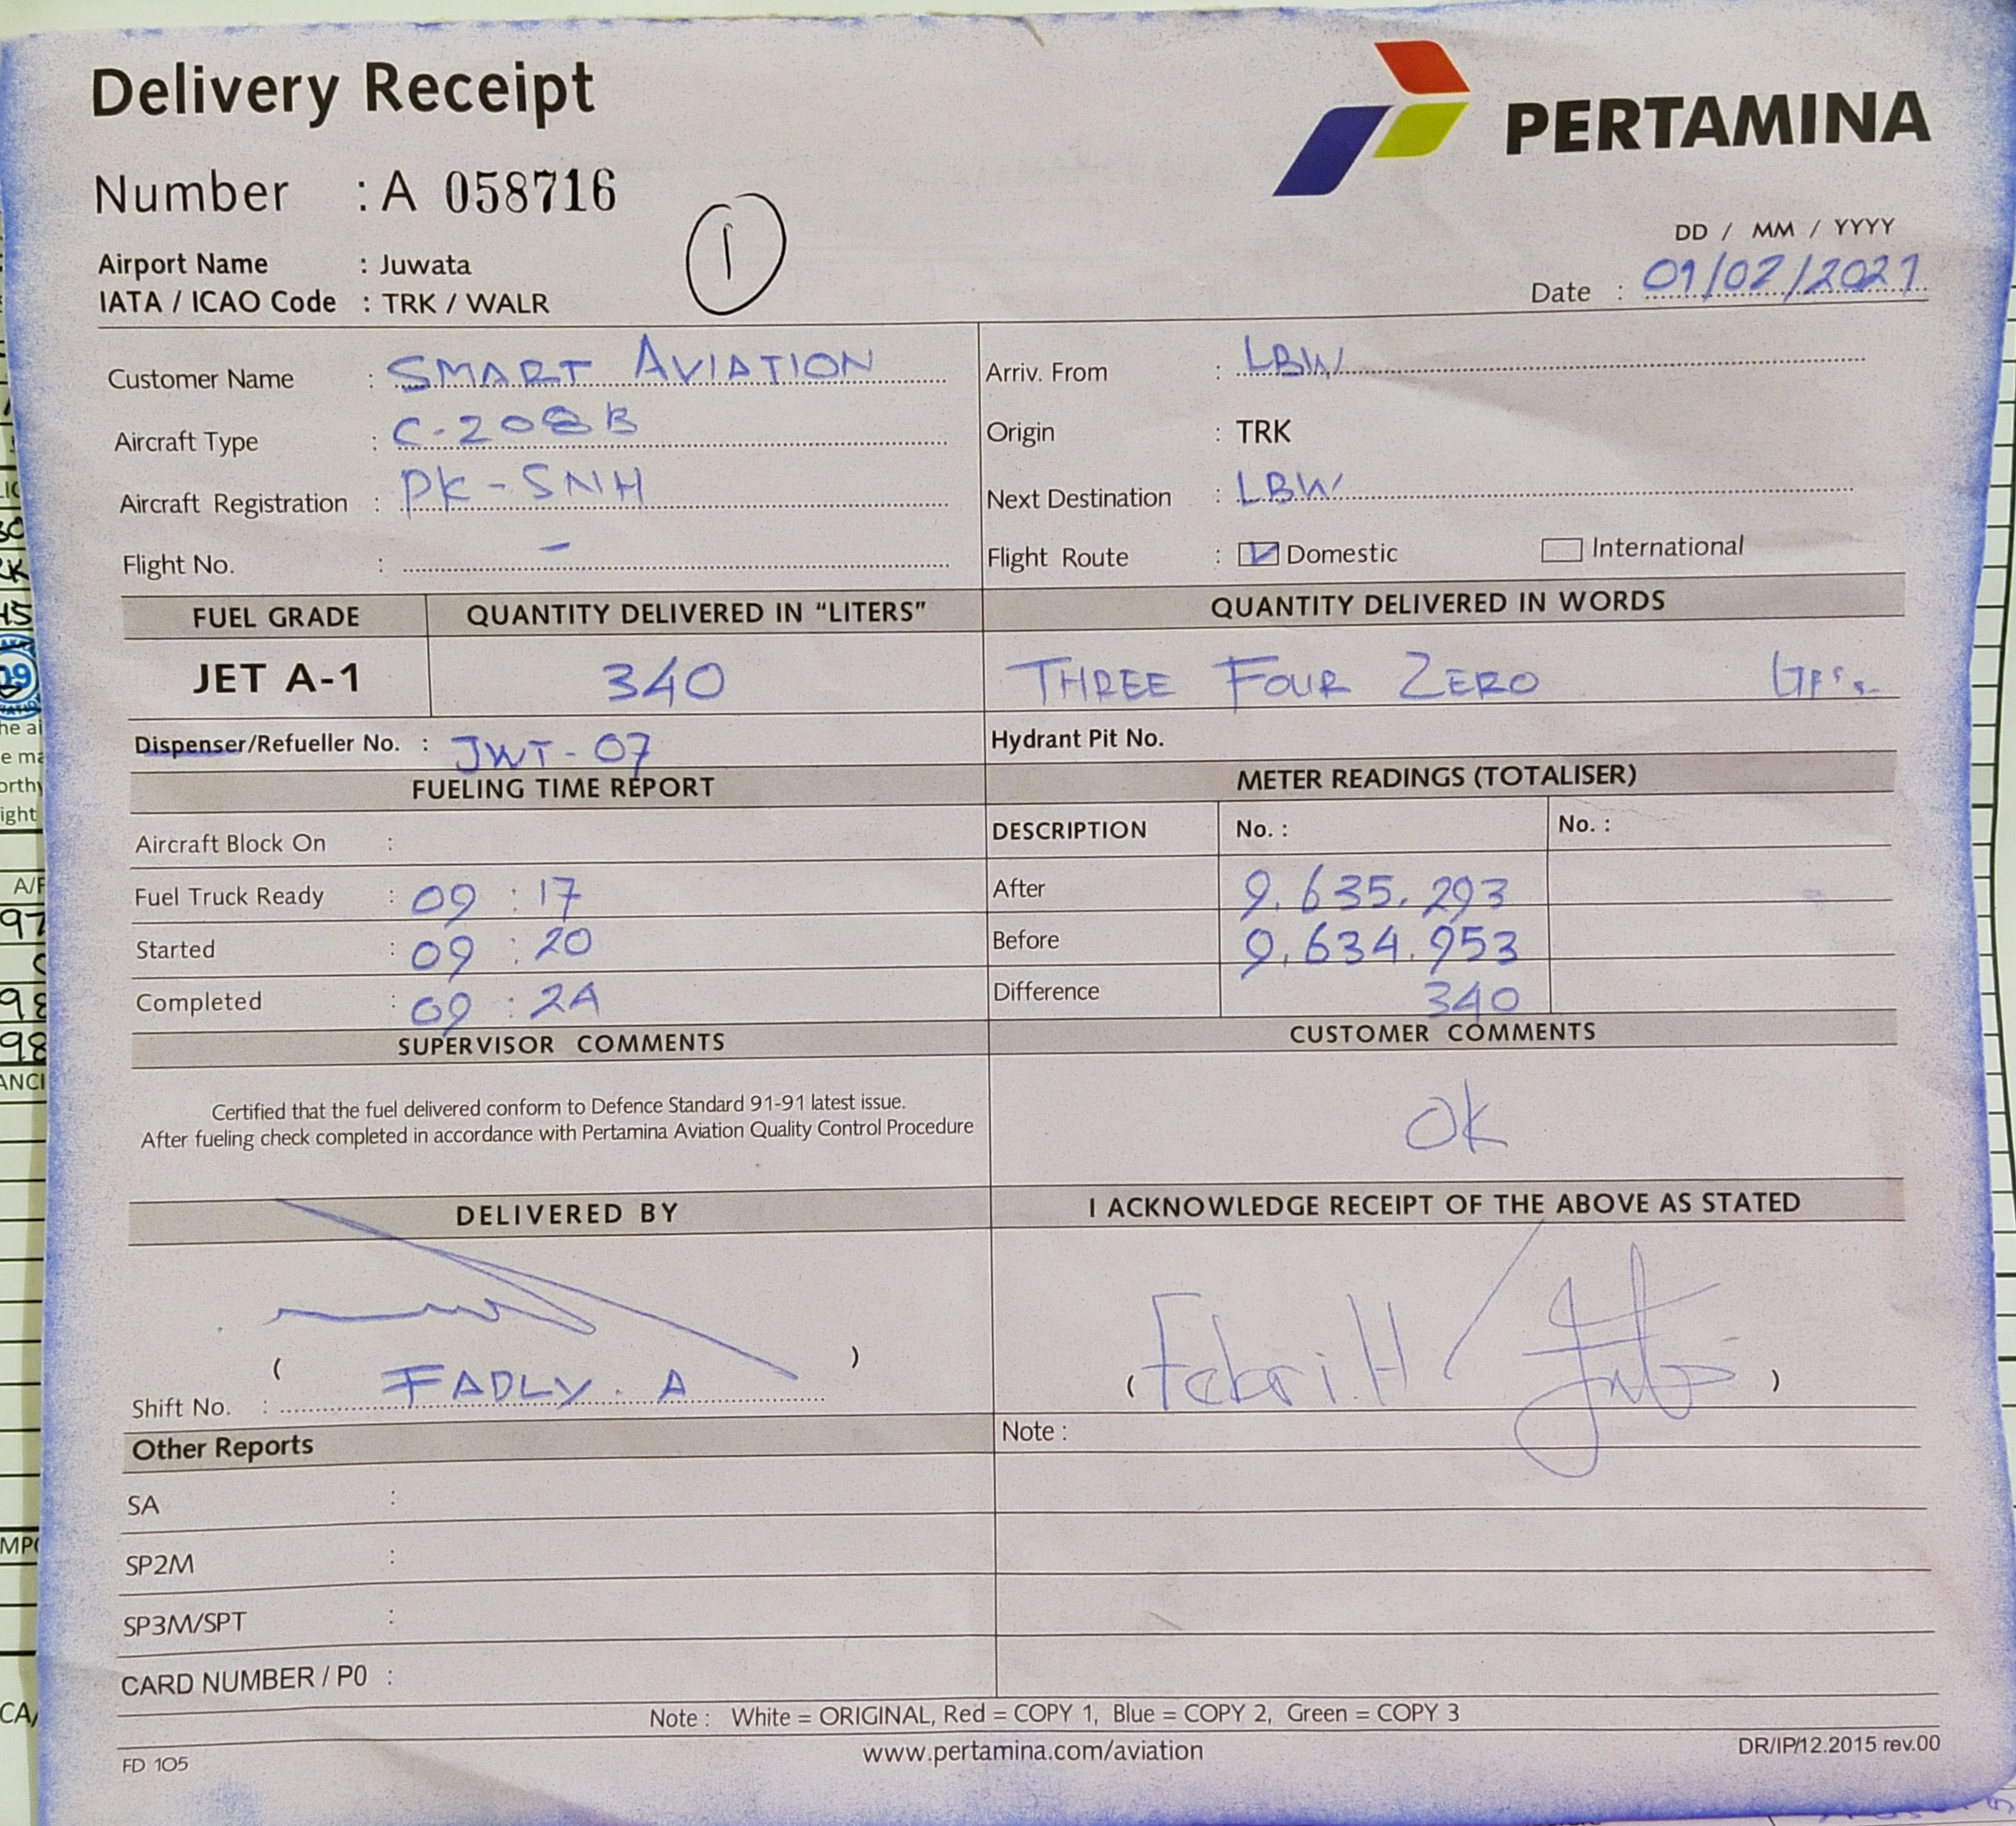 Delivery Receipt
PERTAMINA
Number : A 058716
1
DD / MM / YYYY
Airport Name : Juwata
IATA / ICAO Code : TRK / WALR
Date : 01/02/2021
Customer Name : SMART AVIATION
Arriv. From : LBW
Aircraft Type : C-208B
Origin : TRK
Aircraft Registration : PK-SNH
Next Destination : LBW
Flight No. : -
Flight Route : Domestic International
FUEL GRADE QUANTITY DELIVERED IN “LITERS” QUANTITY DELIVERED IN WORDS
JET A-1 340 THREE FOUR ZERO
Dispenser/Refueller No. : JWT-07
Hydrant Pit No.
FUELING TIME REPORT
METER READINGS (TOTALISER)
Aircraft Block On :
DESCRIPTION No. : No. :
Fuel Truck Ready : 09 : 17
After 9.635.293
Started : 09 : 20
Before 9.634.953
Completed : 09 : 24
Difference 340
SUPERVISOR COMMENTS
CUSTOMER COMMENTS
Certified that the fuel delivered conform to Defence Standard 91-91 latest issue.
After fueling check completed in accordance with Pertamina Aviation Quality Control Procedure
OK
DELIVERED BY
I ACKNOWLEDGE RECEIPT OF THE ABOVE AS STATED
( )
Shift No. : FADLY. A
( Febri.H / )
Other Reports
Note :
SA :
SP2M :
SP3M/SPT :
CARD NUMBER / P0 :
Note : White = ORIGINAL, Red = COPY 1, Blue = COPY 2, Green = COPY 3
FD 105
www.pertamina.com/aviation
DR/IP/12.2015 rev.00